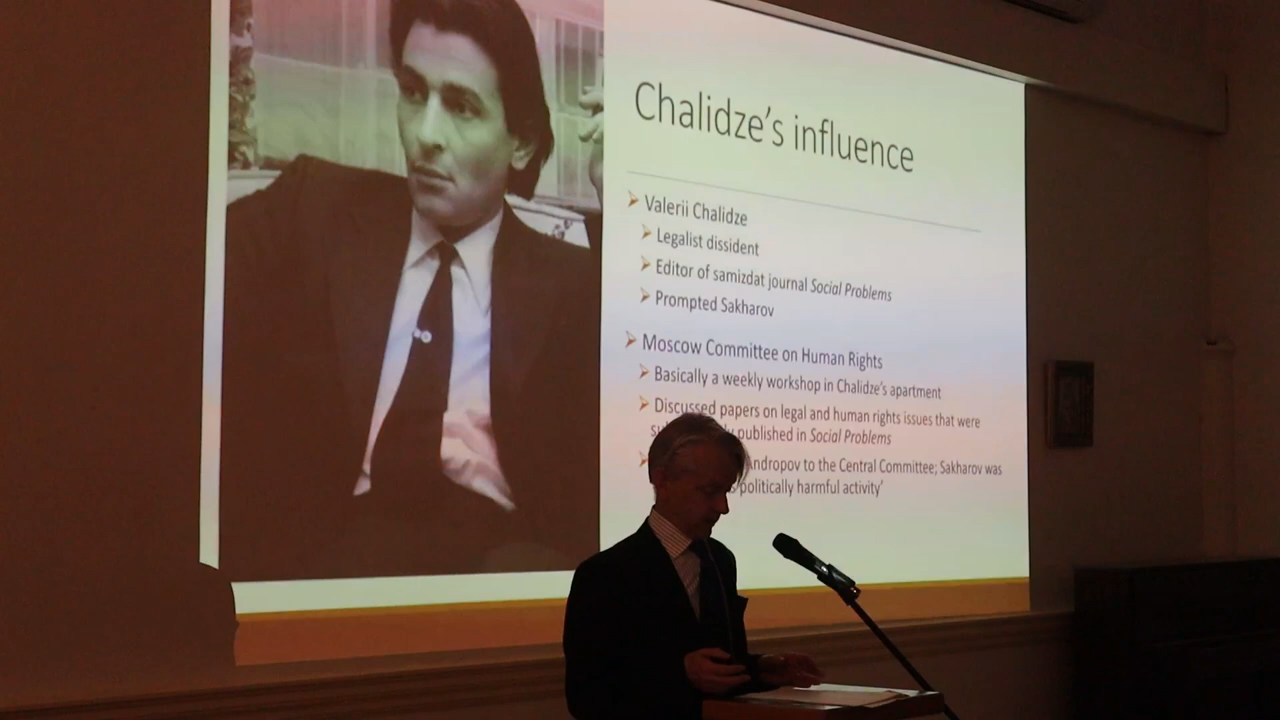 Chalidze's influence
Valerii Chalidze
Legalist dissident
Editor of samizdat journal Social Problems
Prompted Sakharov
Moscow Committee on Human Rights
Basically a weekly workshop in Chalidze's apartment
Discussed papers on legal and human rights issues that were
published in Social Problems
Andropov to the Central Committee; Sakharov was
politically harmful activity'